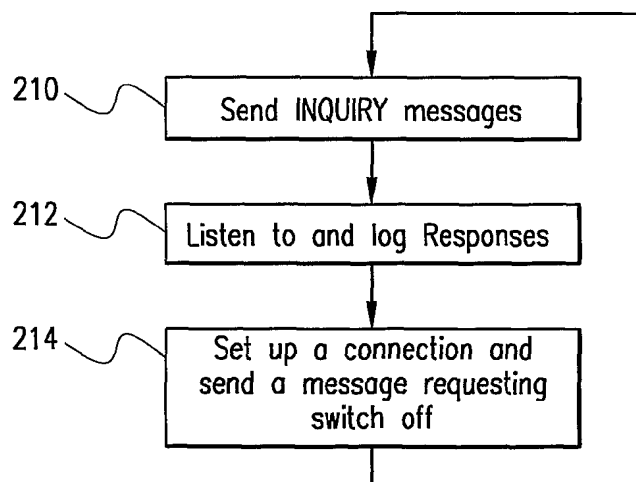 210
Send INQUIRY messages
212
Listen to and log Responses
214
Set up a connection and
send a message requesting
switch off